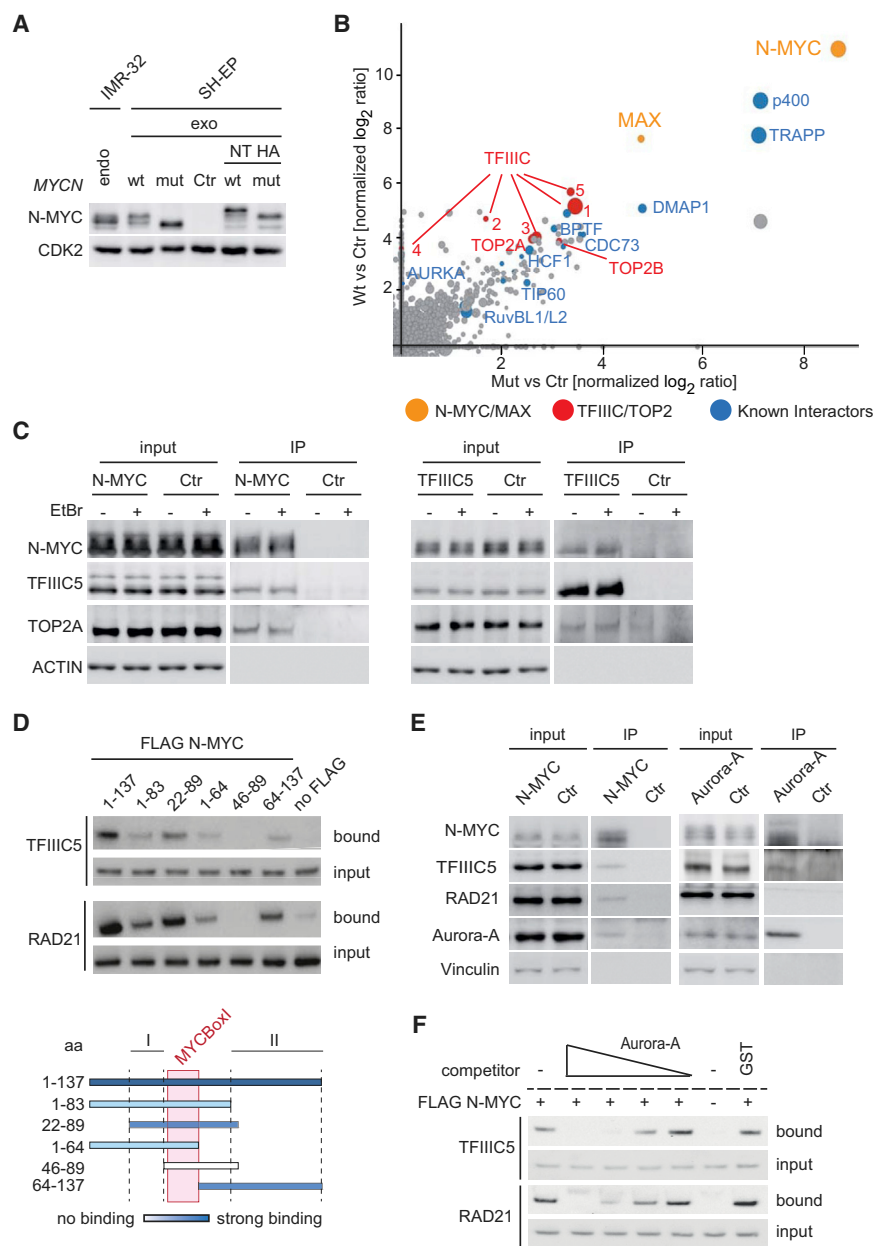 A
IMR-32
SH-EP
exo
NT HA
MYCN
endo
wt
mut
Ctr
wt
mut
N-MYC
CDK2
B
Wt vs Ctr [normalized log2 ratio]
10
8
6
4
2
N-MYC
p400
MAX
TRAPP
TFIIIC
5
DMAP1
2
1
3
BPTF
TOP2A
CDC73
4
HCF1
TOP2B
AURKA
TIP60
RuvBL1/L2
2 4 6 8
Mut vs Ctr [normalized log2 ratio]
N-MYC/MAX TFIIIC/TOP2 Known Interactors
C
input IP input IP
N-MYC Ctr N-MYC Ctr TFIIIC5 Ctr TFIIIC5 Ctr
EtBr - + - + - + - + - + - + - + - +
N-MYC
TFIIIC5
TOP2A
ACTIN
D
FLAG N-MYC
1-137 1-83 22-89 1-64 46-89 64-137 no FLAG
TFIIIC5
bound
input
RAD21
bound
input
aa I MYCBoxI II
1-137
1-83
22-89
1-64
46-89
64-137
no binding strong binding
E
input IP input IP
N-MYC Ctr N-MYC Ctr Aurora-A Ctr Aurora-A Ctr
N-MYC
TFIIIC5
RAD21
Aurora-A
Vinculin
F
Aurora-A
competitor - - GST
FLAG N-MYC + + + + + - +
TFIIIC5
bound
input
RAD21
bound
input